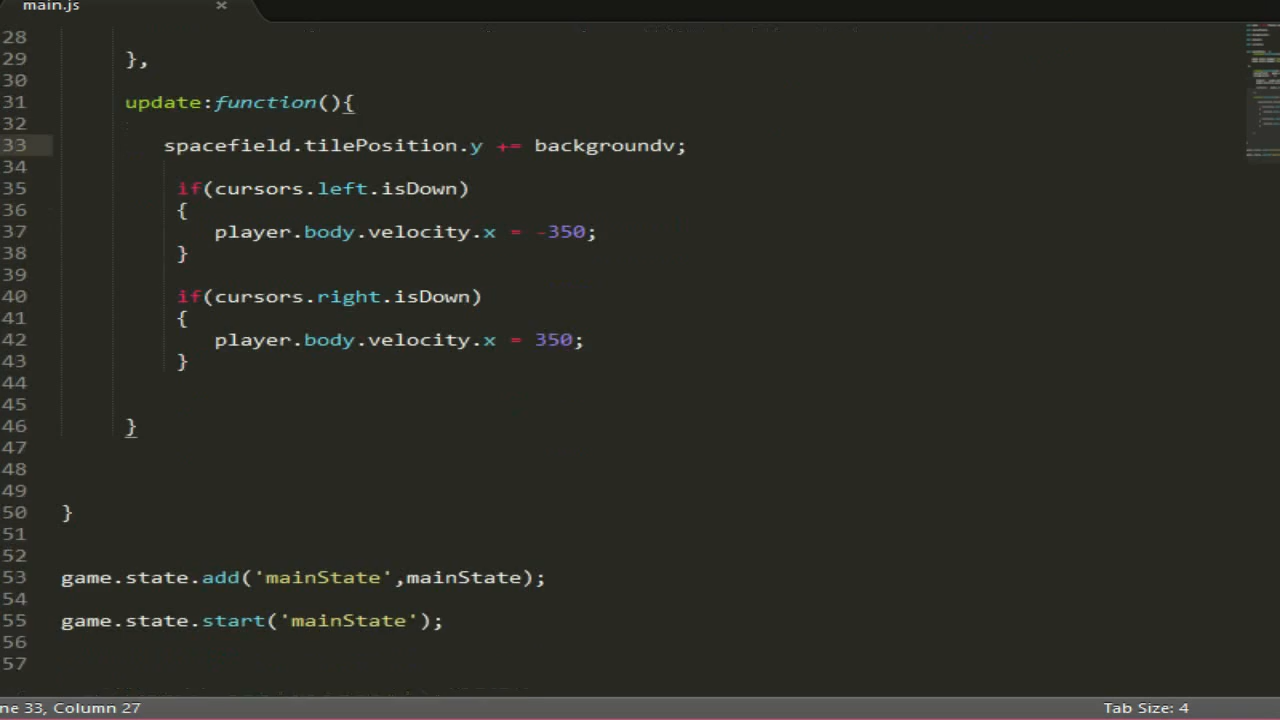 main.js ×
28
29 },
30
31 update:function(){
32
33 spacefield.tilePosition.y += backgroundv;
34
35 if(cursors.left.isDown)
36 {
37 player.body.velocity.x = -350;
38 }
39
40 if(cursors.right.isDown)
41 {
42 player.body.velocity.x = 350;
43 }
44
45
46 }
47
48
49
50 }
51
52
53 game.state.add('mainState',mainState);
54
55 game.state.start('mainState');
56
57
ne 33, Column 27 Tab Size: 4